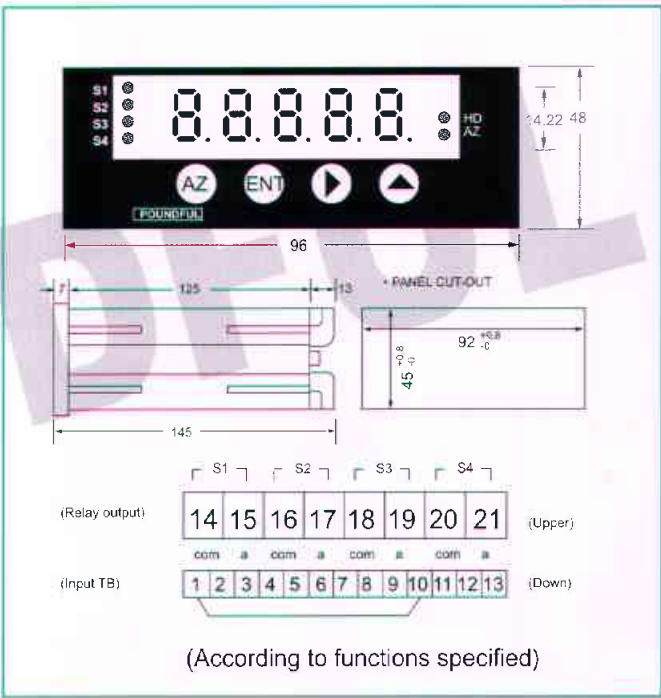 S1
S2
S3
S4
8.8.8.8.8.
HD
AZ
14.22 48
AZ ENT
POUNDFUL
96
7 125 13
• PANEL CUT-OUT
92 +0.8 -0
45 +0.8 -0
145
S1 S2 S3 S4
(Relay output) 14 15 16 17 18 19 20 21 (Upper)
com a com a com a com a
(Input TB) 1 2 3 4 5 6 7 8 9 10 11 12 13 (Down)
(According to functions specified)
DFUL